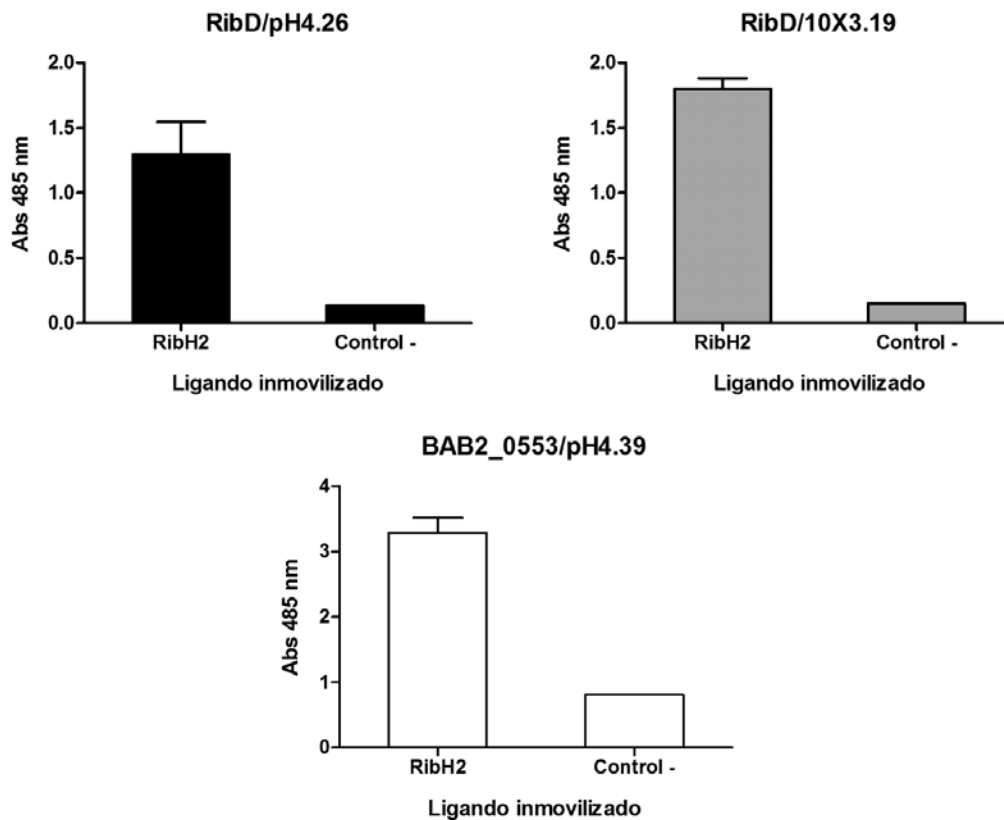 RibD/pH4.26
2.0
1.5
1.0
0.5
0.0
Abs 485 nm
RibH2 Control -
Ligando inmovilizado
RibD/10X3.19
2.0
1.5
1.0
0.5
0.0
Abs 485 nm
RibH2 Control -
Ligando inmovilizado
BAB2_0553/pH4.39
4
3
2
1
0
Abs 485 nm
RibH2 Control -
Ligando inmovilizado